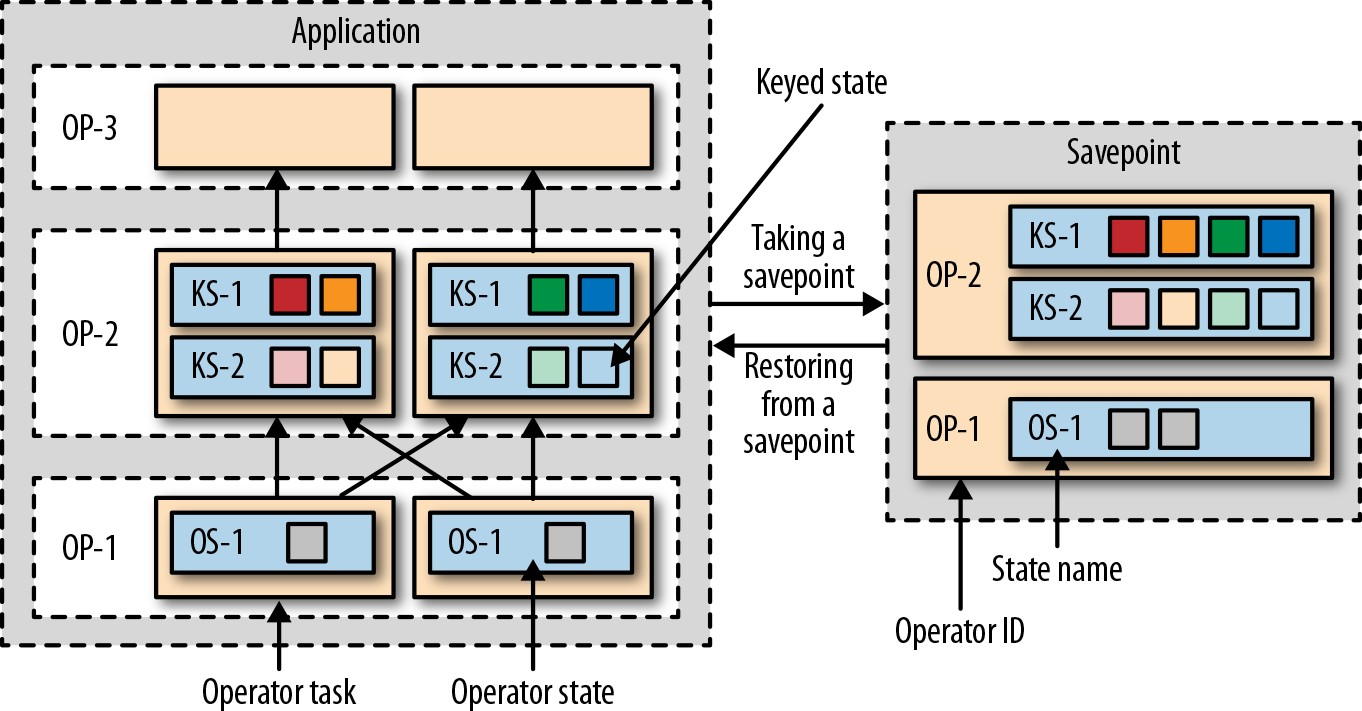 Application
OP-3
OP-2
KS-1
KS-2
KS-1
KS-2
OP-1
OS-1
OS-1
Operator task
Operator state
Keyed state
Taking a
savepoint
Restoring
from a
savepoint
Savepoint
OP-2
KS-1
KS-2
OP-1
OS-1
State name
Operator ID